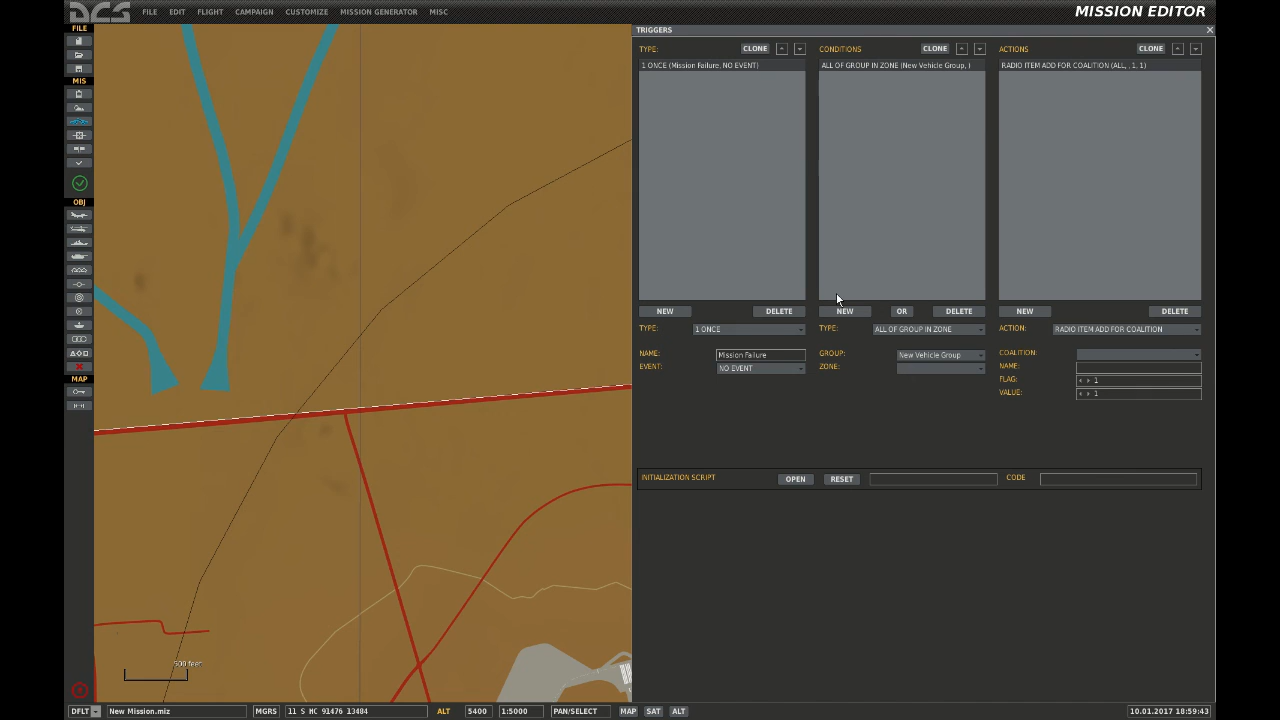 DCS FILE EDIT FLIGHT CAMPAIGN CUSTOMIZE MISSION GENERATOR MISC MISSION EDITOR
FILE
MIS
OBJ
MAP
500 feet
TRIGGERS X
TYPE: CLONE CONDITIONS CLONE ACTIONS CLONE
1 ONCE (Mission Failure, NO EVENT) ALL OF GROUP IN ZONE (New Vehicle Group, ) RADIO ITEM ADD FOR COALITION (ALL, , 1, 1)
NEW DELETE NEW OR DELETE NEW DELETE
TYPE: 1 ONCE TYPE: ALL OF GROUP IN ZONE ACTION: RADIO ITEM ADD FOR COALITION
NAME: Mission Failure GROUP: New Vehicle Group COALITION:
EVENT: NO EVENT ZONE: NAME:
FLAG: 1
VALUE: 1
INITIALIZATION SCRIPT OPEN RESET CODE
DFLT New Mission.miz MGRS 11 S HC 91476 13484 ALT 5400 1:5000 PAN/SELECT MAP SAT ALT 10.01.2017 18:59:43